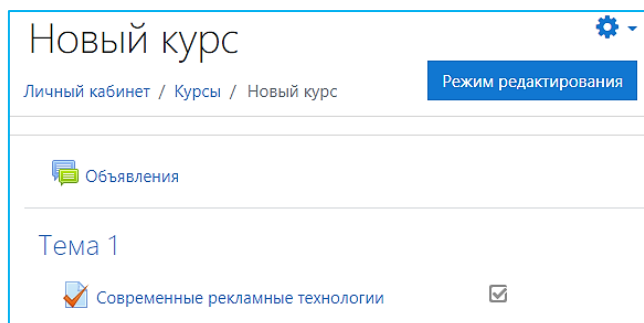 Новый курс
Режим редактирования
Личный кабинет / Курсы / Новый курс
Объявления
Тема 1
Современные рекламные технологии